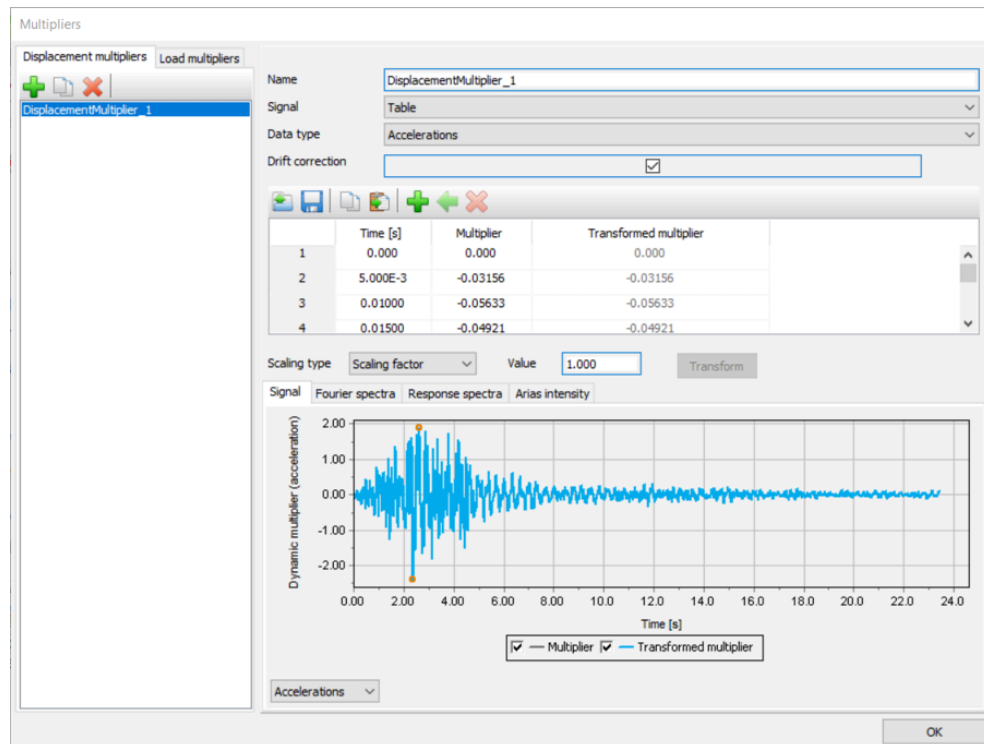 Multipliers
Displacement multipliers Load multipliers
DisplacementMultiplier_1
Name DisplacementMultiplier_1
Signal Table
Data type Accelerations
Drift correction
Time [s] Multiplier Transformed multiplier
1 0.000 0.000 0.000
2 5.000E-3 -0.03156 -0.03156
3 0.01000 -0.05633 -0.05633
4 0.01500 -0.04921 -0.04921
Scaling type Scaling factor Value 1.000 Transform
Signal Fourier spectra Response spectra Arias intensity
Dynamic multiplier (acceleration)
2.00
1.00
0.00
-1.00
-2.00
0.00 2.00 4.00 6.00 8.00 10.0 12.0 14.0 16.0 18.0 20.0 22.0 24.0
Time [s]
Multiplier Transformed multiplier
Accelerations
OK